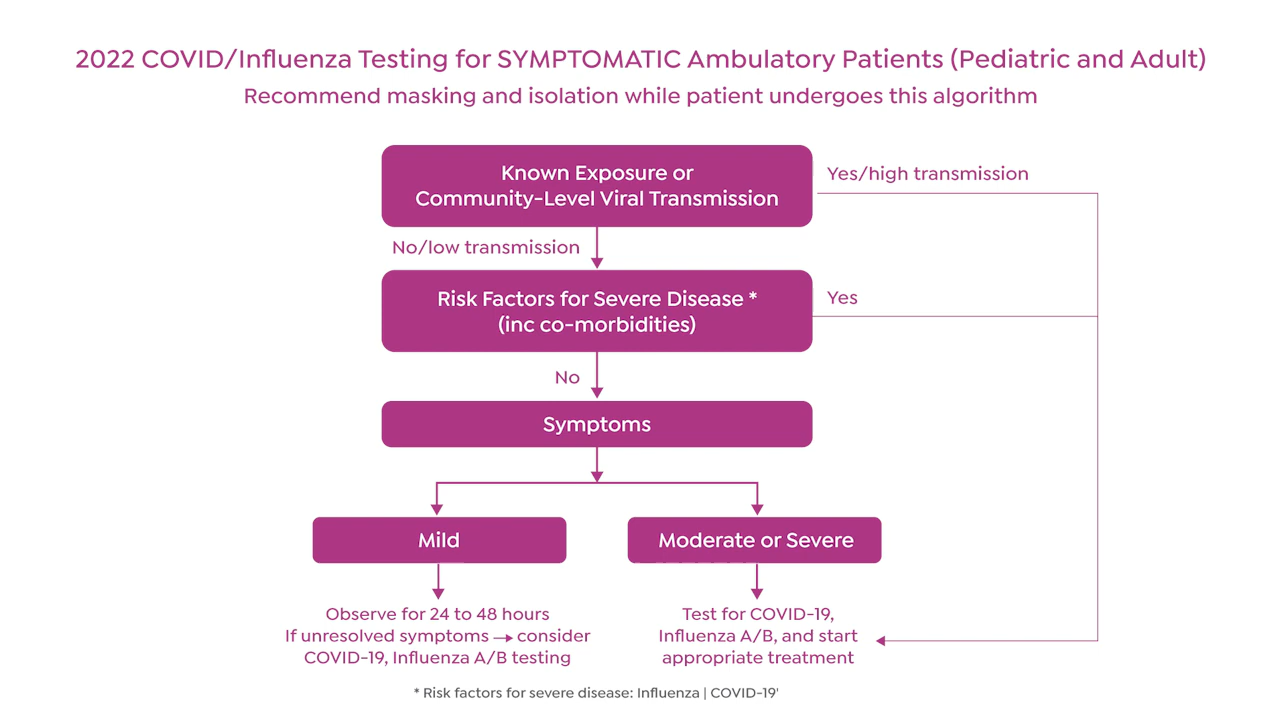 2022 COVID/Influenza Testing for SYMPTOMATIC Ambulatory Patients (Pediatric and Adult)
Recommend masking and isolation while patient undergoes this algorithm
Known Exposure or
Community-Level Viral Transmission
Yes/high transmission
No/low transmission
Risk Factors for Severe Disease *
(inc co-morbidities)
Yes
No
Symptoms
Mild
Moderate or Severe
Observe for 24 to 48 hours
If unresolved symptoms → consider
COVID-19, Influenza A/B testing
Test for COVID-19,
Influenza A/B, and start
appropriate treatment
* Risk factors for severe disease: Influenza | COVID-19'